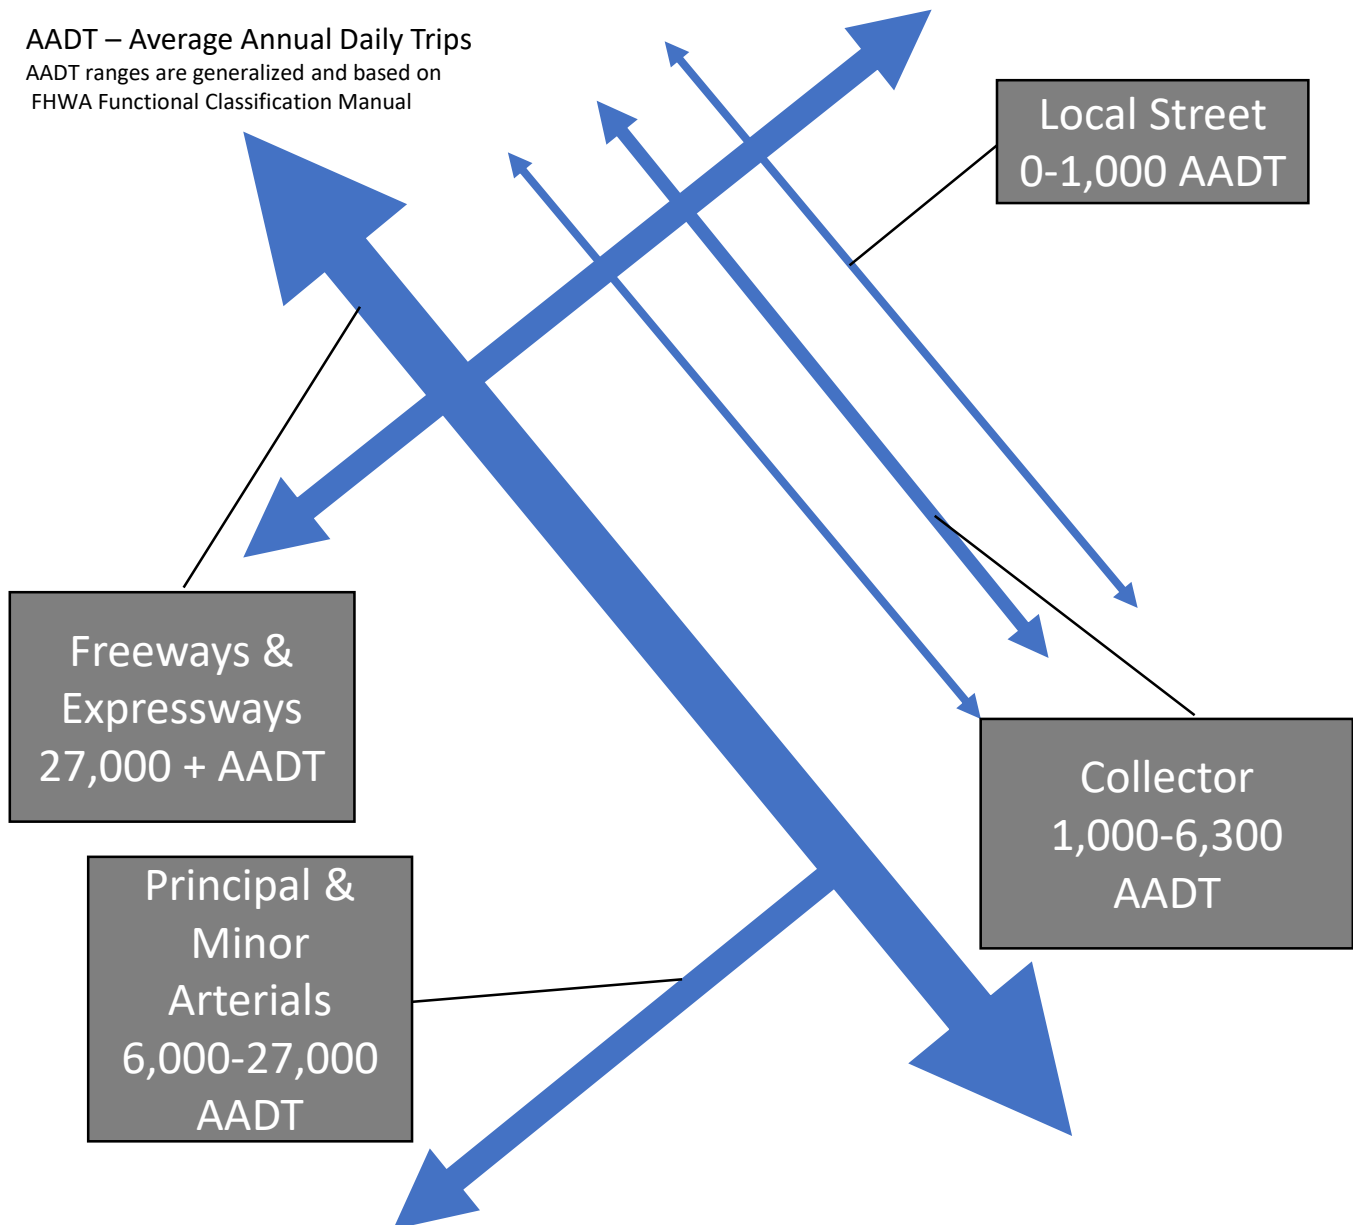 AADT – Average Annual Daily Trips
AADT ranges are generalized and based on
FHWA Functional Classification Manual
Local Street
0-1,000 AADT
Freeways &
Expressways
27,000 + AADT
Collector
1,000-6,300
AADT
Principal &
Minor
Arterials
6,000-27,000
AADT